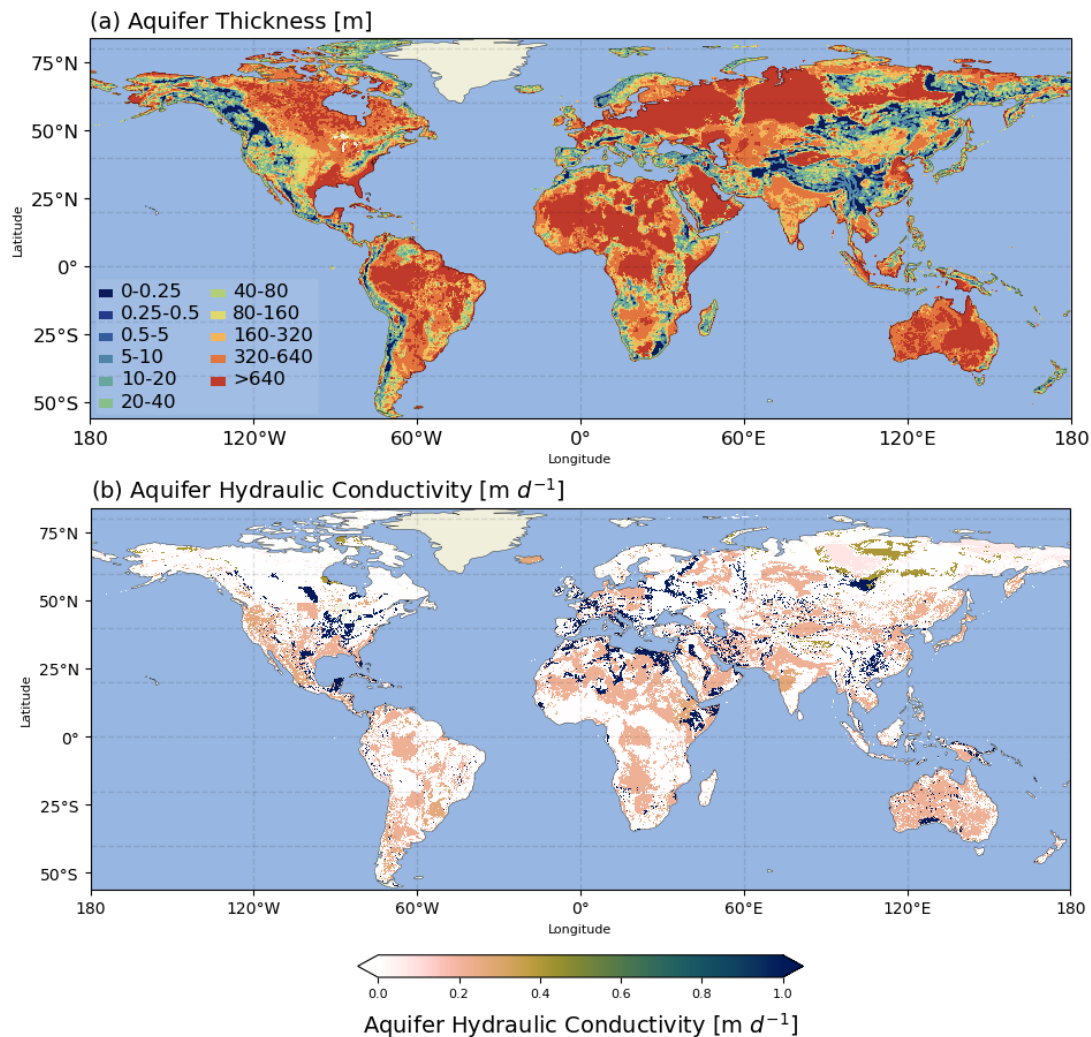 (a) Aquifer Thickness [m]
75°N
50°N
25°N
0°
25°S
50°S
Latitude
0-0.25
0.25-0.5
0.5-5
5-10
10-20
20-40
40-80
80-160
160-320
320-640
>640
180 120°W 60°W 0° 60°E 120°E 180
Longitude
(b) Aquifer Hydraulic Conductivity [m d⁻¹]
75°N
50°N
25°N
0°
25°S
50°S
Latitude
180 120°W 60°W 0° 60°E 120°E 180
Longitude
0.0 0.2 0.4 0.6 0.8 1.0
Aquifer Hydraulic Conductivity [m d⁻¹]